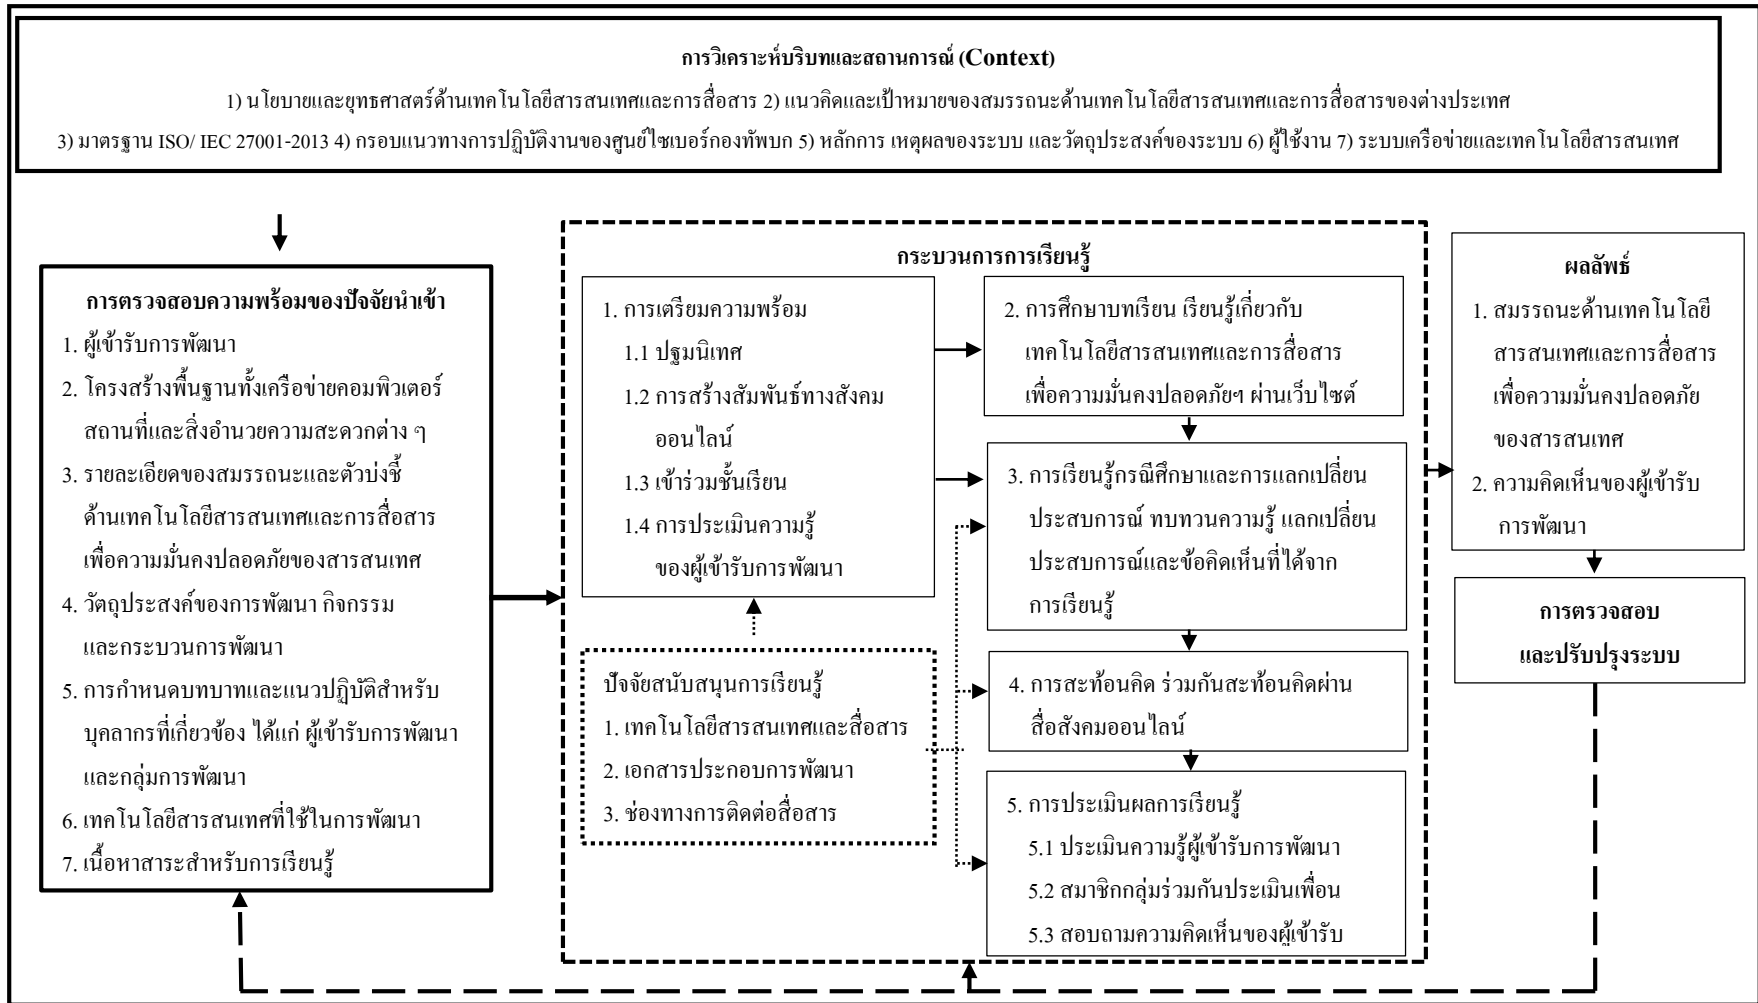 การวิเคราะห์บริบทและสถานการณ์ (Context)
1) นโยบายและยุทธศาสตร์ด้านเทคโนโลยีสารสนเทศและการสื่อสาร 2) แนวคิดและเป้าหมายของสมรรถนะด้านเทคโนโลยีสารสนเทศและการสื่อสารของต่างประเทศ
3) มาตรฐาน ISO/ IEC 27001-2013 4) กรอบแนวทางการปฏิบัติงานของศูนย์ไซเบอร์กองทัพบก 5) หลักการ เหตุผลของระบบ และวัตถุประสงค์ของระบบ 6) ผู้ใช้งาน 7) ระบบเครือข่ายและเทคโนโลยีสารสนเทศ
การตรวจสอบความพร้อมของปัจจัยนำเข้า
1. ผู้เข้ารับการพัฒนา
2. โครงสร้างพื้นฐานทั้งเครือข่ายคอมพิวเตอร์
สถานที่และสิ่งอำนวยความสะดวกต่าง ๆ
3. รายละเอียดของสมรรถนะและตัวบ่งชี้
ด้านเทคโนโลยีสารสนเทศและการสื่อสาร
เพื่อความมั่นคงปลอดภัยของสารสนเทศ
4. วัตถุประสงค์ของการพัฒนา กิจกรรม
และกระบวนการพัฒนา
5. การกำหนดบทบาทและแนวปฏิบัติสำหรับ
บุคลากรที่เกี่ยวข้อง ได้แก่ ผู้เข้ารับการพัฒนา
และกลุ่มการพัฒนา
6. เทคโนโลยีสารสนเทศที่ใช้ในการพัฒนา
7. เนื้อหาสาระสำหรับการเรียนรู้
กระบวนการการเรียนรู้
1. การเตรียมความพร้อม
1.1 ปฐมนิเทศ
1.2 การสร้างสัมพันธ์ทางสังคม
ออนไลน์
1.3 เข้าร่วมชั้นเรียน
1.4 การประเมินความรู้
ของผู้เข้ารับการพัฒนา
ปัจจัยสนับสนุนการเรียนรู้
1. เทคโนโลยีสารสนเทศและสื่อสาร
2. เอกสารประกอบการพัฒนา
3. ช่องทางการติดต่อสื่อสาร
2. การศึกษาบทเรียน เรียนรู้เกี่ยวกับ
เทคโนโลยีสารสนเทศและการสื่อสาร
เพื่อความมั่นคงปลอดภัยฯ ผ่านเว็บไซต์
3. การเรียนรู้กรณีศึกษาและการแลกเปลี่ยน
ประสบการณ์ ทบทวนความรู้ แลกเปลี่ยน
ประสบการณ์และข้อคิดเห็นที่ได้จาก
การเรียนรู้
4. การสะท้อนคิด ร่วมกันสะท้อนคิดผ่าน
สื่อสังคมออนไลน์
5. การประเมินผลการเรียนรู้
5.1 ประเมินความรู้ผู้เข้ารับการพัฒนา
5.2 สมาชิกกลุ่มร่วมกันประเมินเพื่อน
5.3 สอบถามความคิดเห็นของผู้เข้ารับ
ผลลัพธ์
1. สมรรถนะด้านเทคโนโลยี
สารสนเทศและการสื่อสาร
เพื่อความมั่นคงปลอดภัย
ของสารสนเทศ
2. ความคิดเห็นของผู้เข้ารับ
การพัฒนา
การตรวจสอบ
และปรับปรุงระบบ